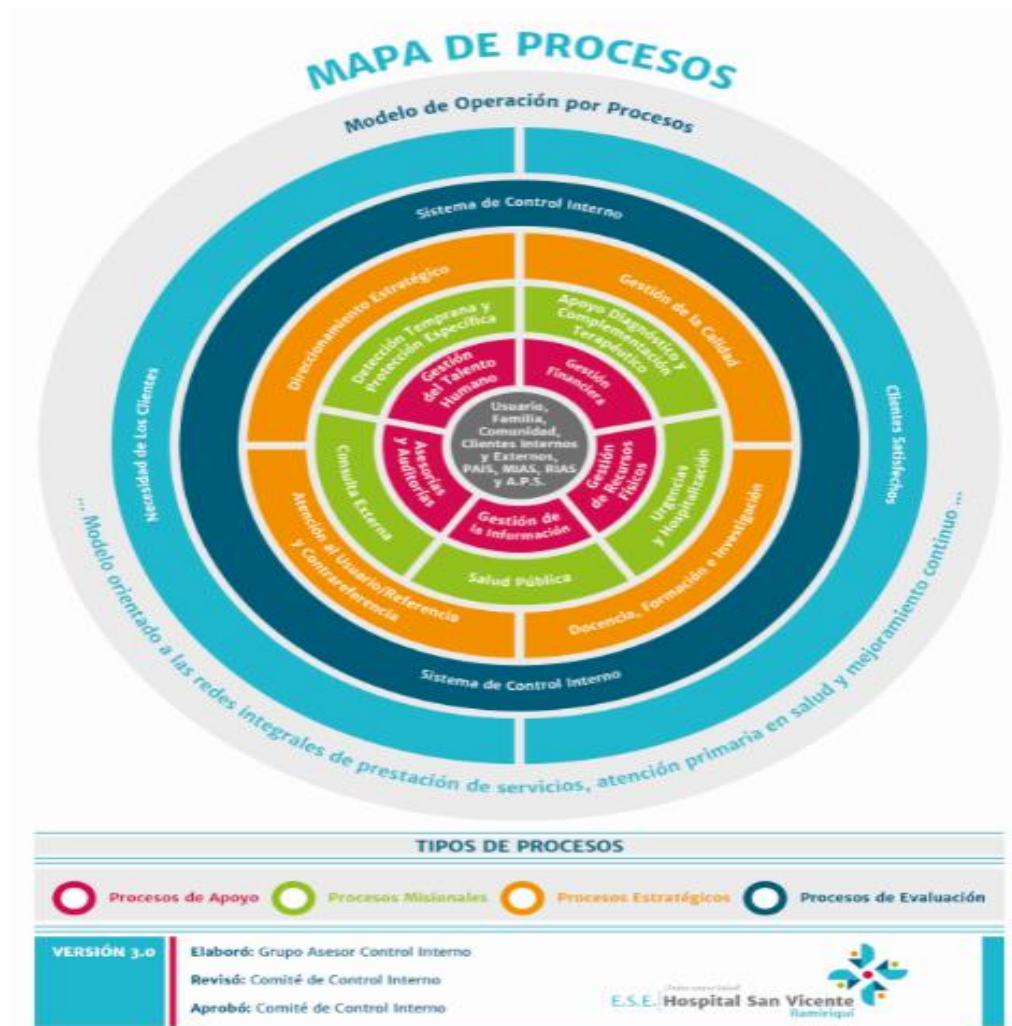 MAPA DE PROCESOS
Modelo de Operación por Procesos
Sistema de Control Interno
Direccionamiento Estratégico
Gestión de la Calidad
Detección Temprana y
Protección Específica
Apoyo Diagnóstico y
Complementación
Terapéutico
Gestión
del Talento
Humano
Gestión
Financiera
Necesidad de Los Clientes
Clientes Satisfechos
Usuario,
Familia,
Comunidad,
Clientes Internos
y Externos,
PAIS, MIAS, RIAS
y A.P.S.
Consulta Externa
Asesorías
y Auditorías
Gestión
de Recursos
Físicos
Urgencias
y Hospitalización
Gestión de
la Información
Salud Pública
Atención al Usuario/Referencia
y Contrareferencia
Docencia, Formación e Investigación
Sistema de Control Interno
... Modelo orientado a las redes integrales de prestación de servicios, atención primaria en salud y mejoramiento continuo ...
TIPOS DE PROCESOS
Procesos de Apoyo
Procesos Misionales
Procesos Estratégicos
Procesos de Evaluación
VERSIÓN 3.0
Elaboró: Grupo Asesor Control Interno
Revisó: Comité de Control Interno
Aprobó: Comité de Control Interno
E.S.E. Hospital San Vicente
Ramiriquí